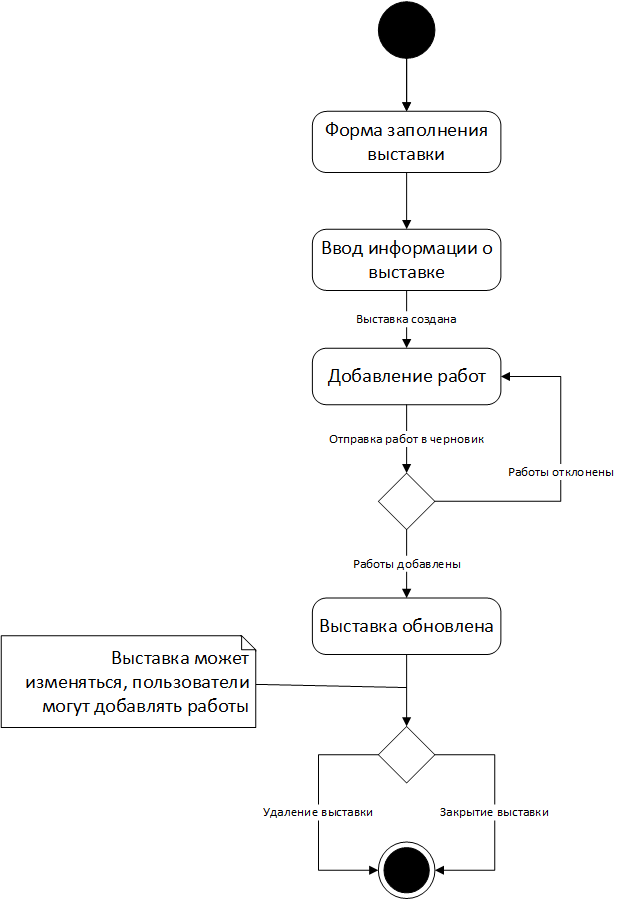 Форма заполнения
выставки
Ввод информации о
выставке
Выставка создана
Добавление работ
Отправка работ в черновик
Работы отклонены
Работы добавлены
Выставка обновлена
Выставка может
изменяться, пользователи
могут добавлять работы
Удаление выставки
Закрытие выставки